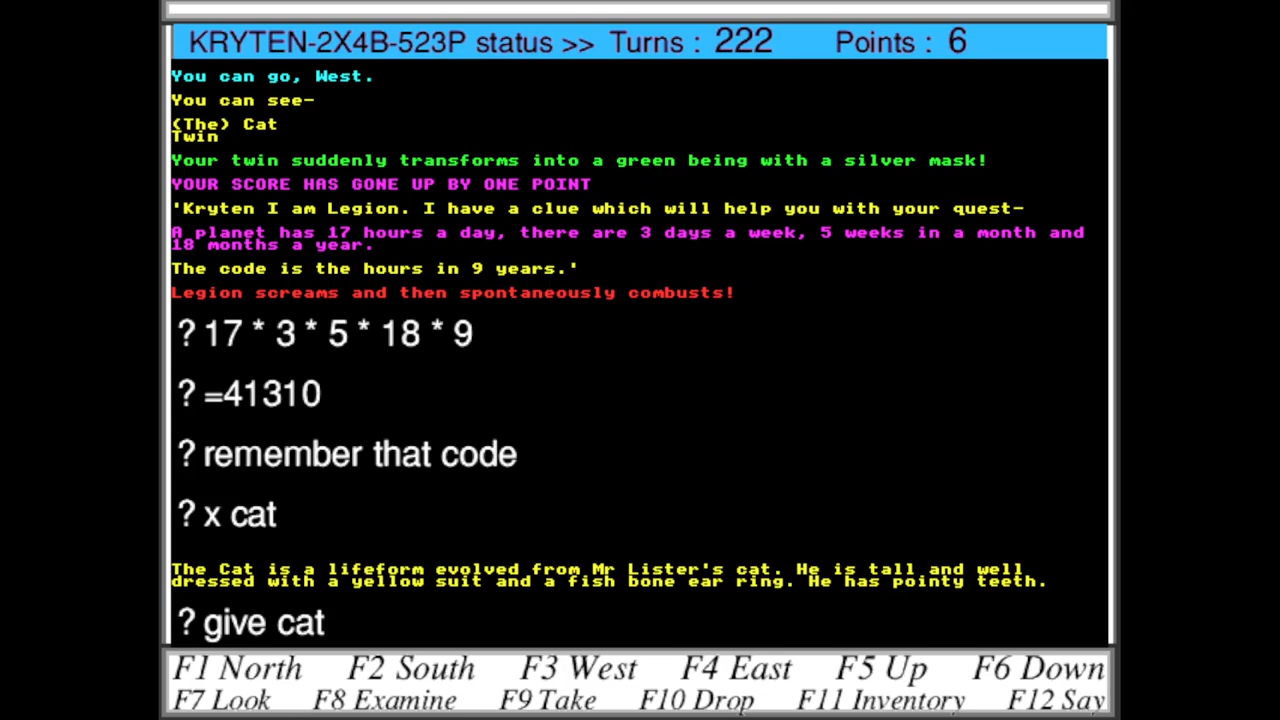 KRYTEN-2X4B-523P status >> Turns : 222 Points : 6
You can go, West.
You can see-
(The) Cat
Twin
Your twin suddenly transforms into a green being with a silver mask!
YOUR SCORE HAS GONE UP BY ONE POINT
'Kryten I am Legion. I have a clue which will help you with your quest-
A planet has 17 hours a day, there are 3 days a week, 5 weeks in a month and
18 months a year.
The code is the hours in 9 years.'
Legion screams and then spontaneously combusts!
? 17 * 3 * 5 * 18 * 9
? =41310
? remember that code
? x cat
The Cat is a lifeform evolved from Mr Lister's cat. He is tall and well
dressed with a yellow suit and a fish bone ear ring. He has pointy teeth.
? give cat
F1 North F2 South F3 West F4 East F5 Up F6 Down
F7 Look F8 Examine F9 Take F10 Drop F11 Inventory F12 Say